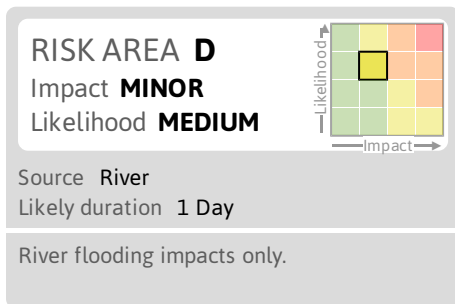 RISK AREA D
Impact MINOR
Likelihood MEDIUM
Likelihood
Impact
Source River
Likely duration 1 Day
River flooding impacts only.